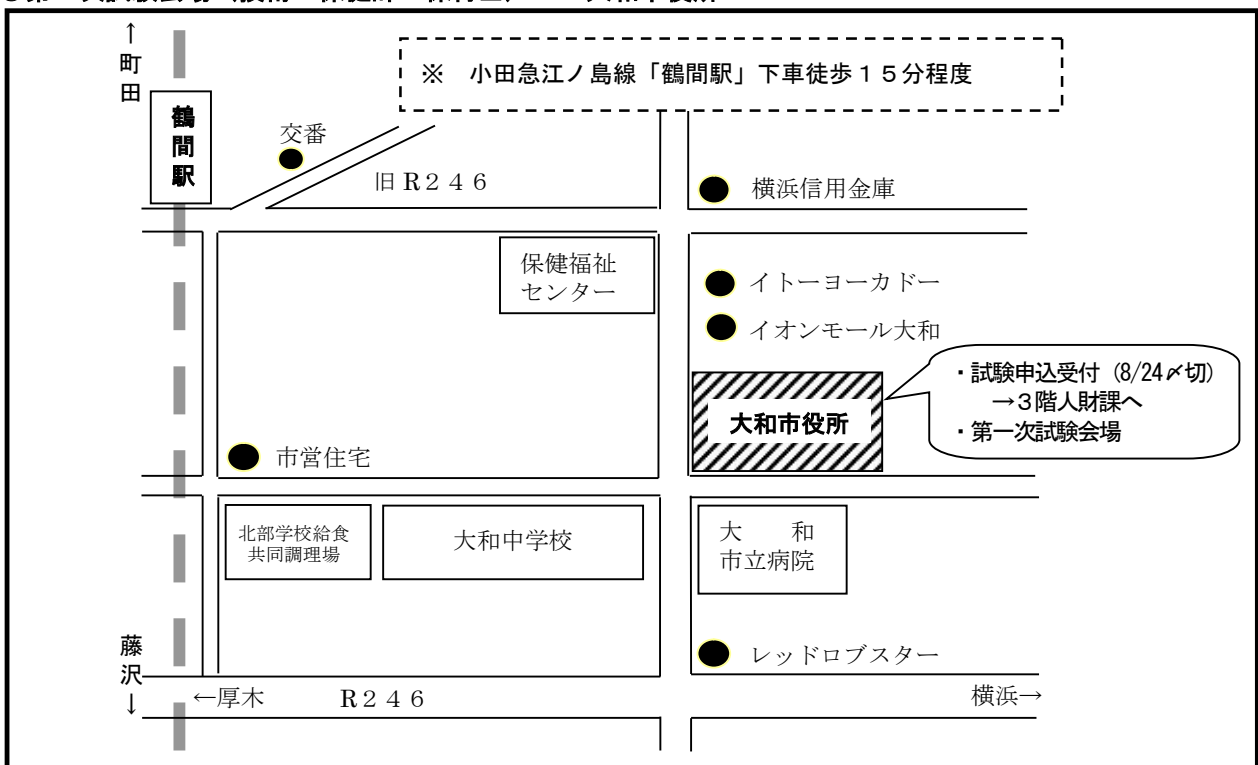 ↑
町
田
※ 小田急江ノ島線「鶴間駅」下車徒歩１５分程度
鶴
間
駅
交番
旧Ｒ２４６
横浜信用金庫
保健福祉
センター
イトーヨーカドー
イオンモール大和
・試験申込受付（8/24〆切）
→３階人財課へ
・第一次試験会場
大和市役所
市営住宅
北部学校給食
共同調理場
大和中学校
大　和
市立病院
藤
沢
↓
レッドロブスター
←厚木　Ｒ２４６
横浜→